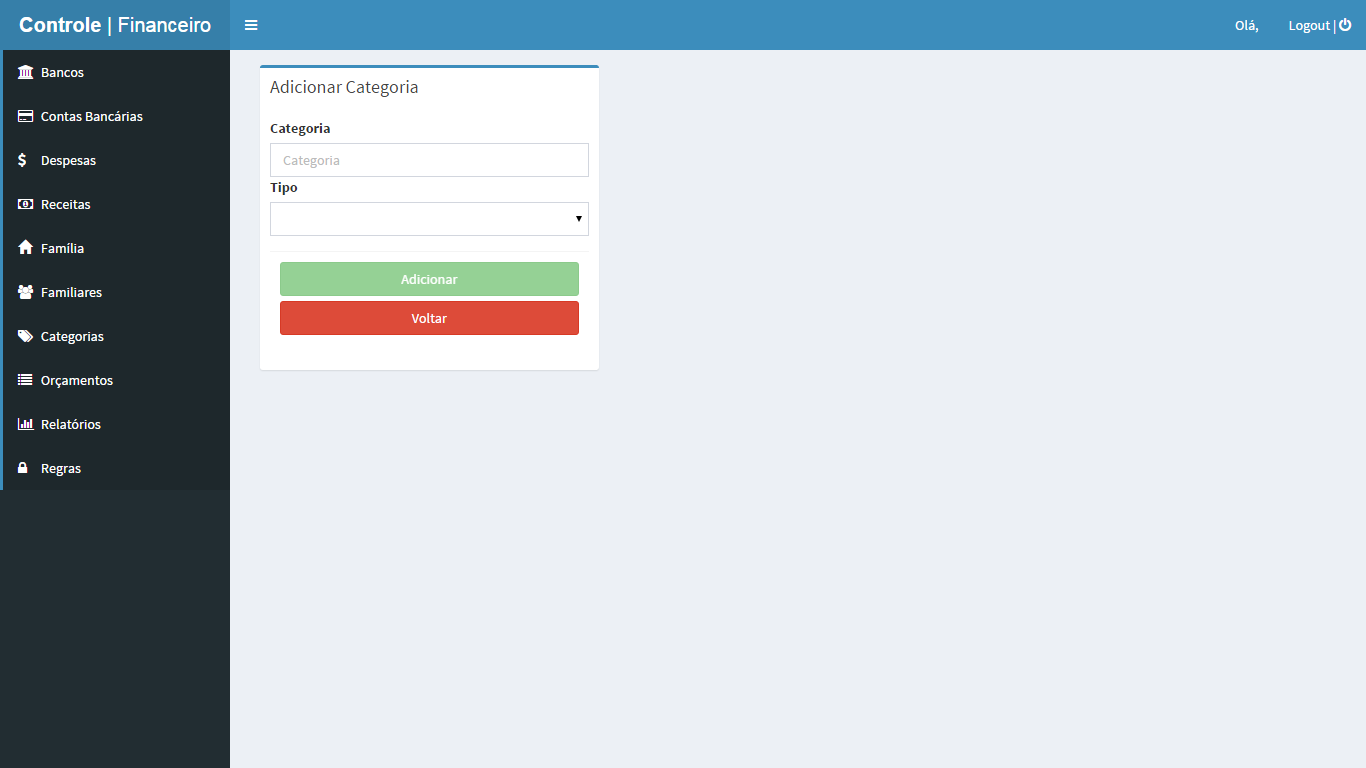 Controle | Financeiro
Olá,
Logout |
Bancos
Contas Bancárias
Despesas
Receitas
Família
Familiares
Categorias
Orçamentos
Relatórios
Regras
Adicionar Categoria
Categoria
Categoria
Tipo
Adicionar
Voltar